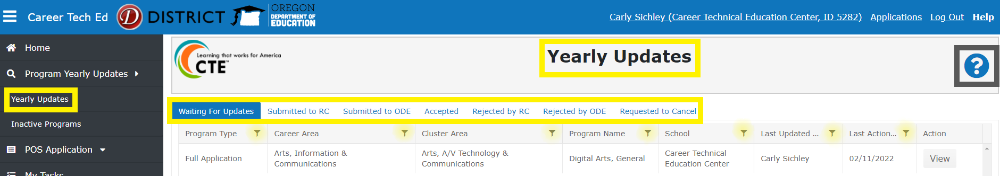 Career Tech Ed
D DISTRICT
OREGON
DEPARTMENT OF
EDUCATION
Carly Sichley (Career Technical Education Center, ID 5282) Applications Log Out Help
Home
Learning that works for America
CTE™
Yearly Updates
?
Program Yearly Updates
Yearly Updates
Waiting For Updates Submitted to RC Submitted to ODE Accepted Rejected by RC Rejected by ODE Requested to Cancel
Inactive Programs
Program Type Career Area Cluster Area Program Name School Last Updated ... Last Action... Action
POS Application
Full Application Arts, Information & Arts, A/V Technology & Digital Arts, General Career Technical Carly Sichley 02/11/2022 View
Communications Communications Education Center
My Tasks